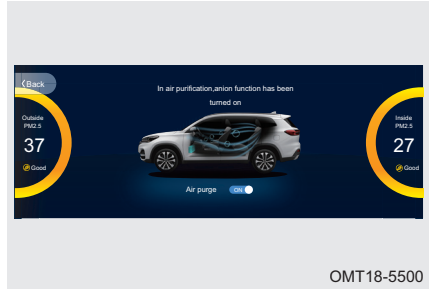 Back
In air purification,anion function has been
turned on
Outside
PM2.5
37
Good
Inside
PM2.5
27
Good
Air purge
ON
OMT18-5500